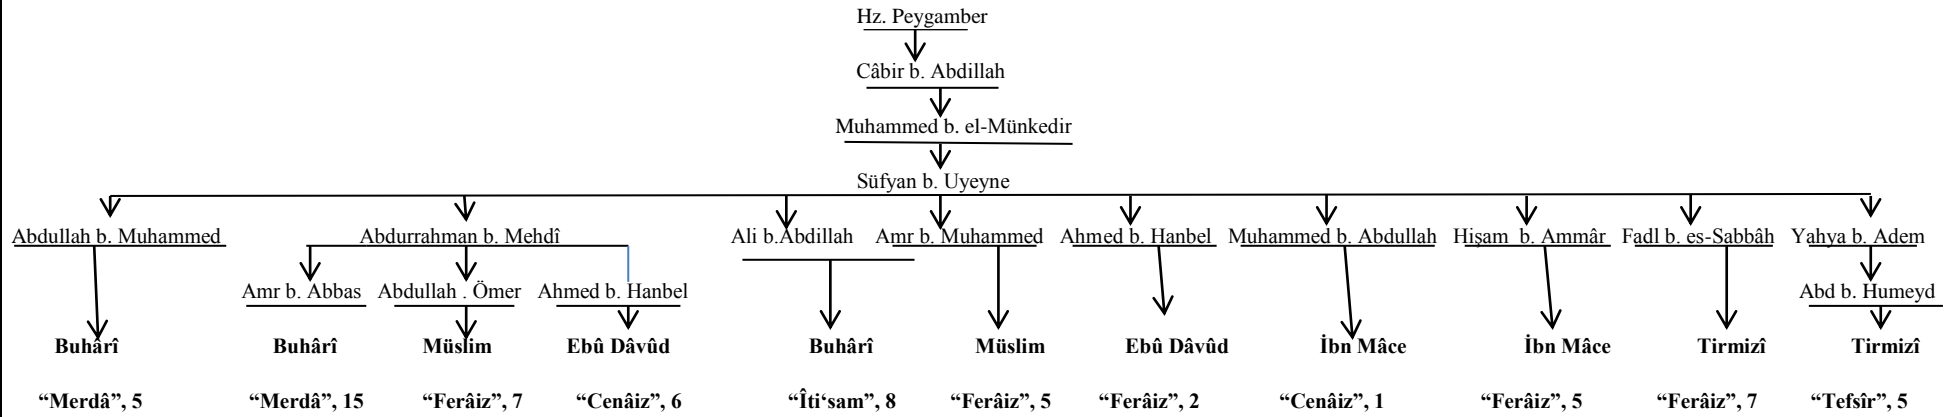 Hz. Peygamber
Câbir b. Abdillah
Muhammed b. el-Münkedir
Süfyan b. Uyeyne
Abdullah b. Muhammed Abdurrahman b. Mehdî Ali b.Abdillah Amr b. Muhammed Ahmed b. Hanbel Muhammed b. Abdullah Hişam b. Ammâr Fadl b. es-Sabbâh Yahya b. Adem
Amr b. Abbas Abdullah . Ömer Ahmed b. Hanbel Abd b. Humeyd
Buhârî Buhârî Müslim Ebû Dâvûd Buhârî Müslim Ebû Dâvûd İbn Mâce İbn Mâce Tirmizî Tirmizî
“Merdâ”, 5 “Merdâ”, 15 “Ferâiz”, 7 “Cenâiz”, 6 “Îti‘sam”, 8 “Ferâiz”, 5 “Ferâiz”, 2 “Cenâiz”, 1 “Ferâiz”, 5 “Ferâiz”, 7 “Tefsîr”, 5